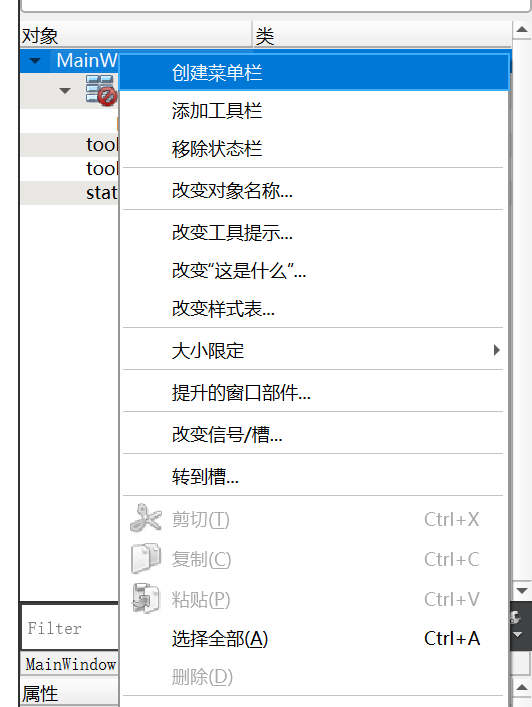 对象 类
MainW
创建菜单栏
添加工具栏
移除状态栏
tool
tool
stat
改变对象名称...
改变工具提示...
改变“这是什么”...
改变样式表...
大小限定
提升的窗口部件...
改变信号/槽...
转到槽...
剪切(T) Ctrl+X
复制(C) Ctrl+C
粘贴(P) Ctrl+V
选择全部(A) Ctrl+A
删除(D)
Filter
MainWindow
属性